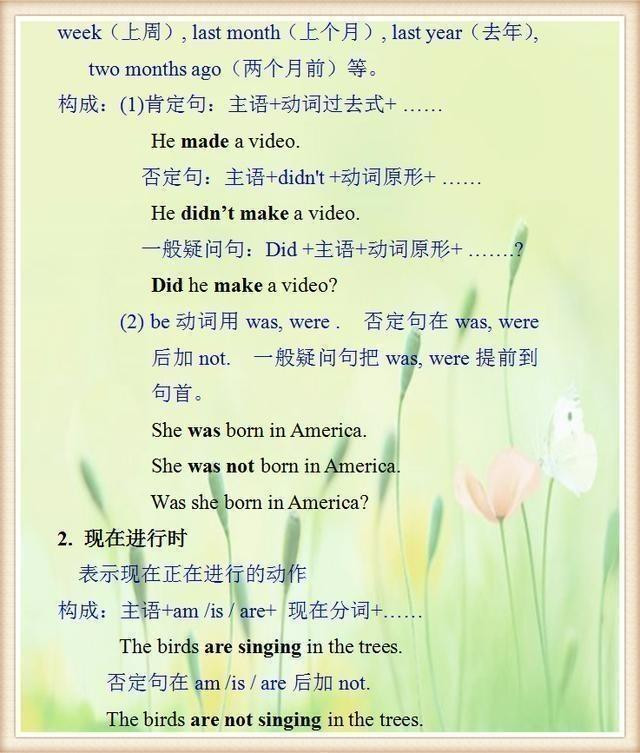 week（上周）, last month（上个月）, last year（去年）,
two months ago（两个月前）等。
构成：(1)肯定句：主语+动词过去式+ ……
He made a video.
否定句：主语+didn't +动词原形+ ……
He didn’t make a video.
一般疑问句：Did +主语+动词原形+ …….?
Did he make a video?
(2) be 动词用 was, were . 否定句在 was, were
后加 not. 一般疑问句把 was, were 提前到
句首。
She was born in America.
She was not born in America.
Was she born in America?
2. 现在进行时
表示现在正在进行的动作
构成：主语+am /is / are+ 现在分词+……
The birds are singing in the trees.
否定句在 am /is / are 后加 not.
The birds are not singing in the trees.